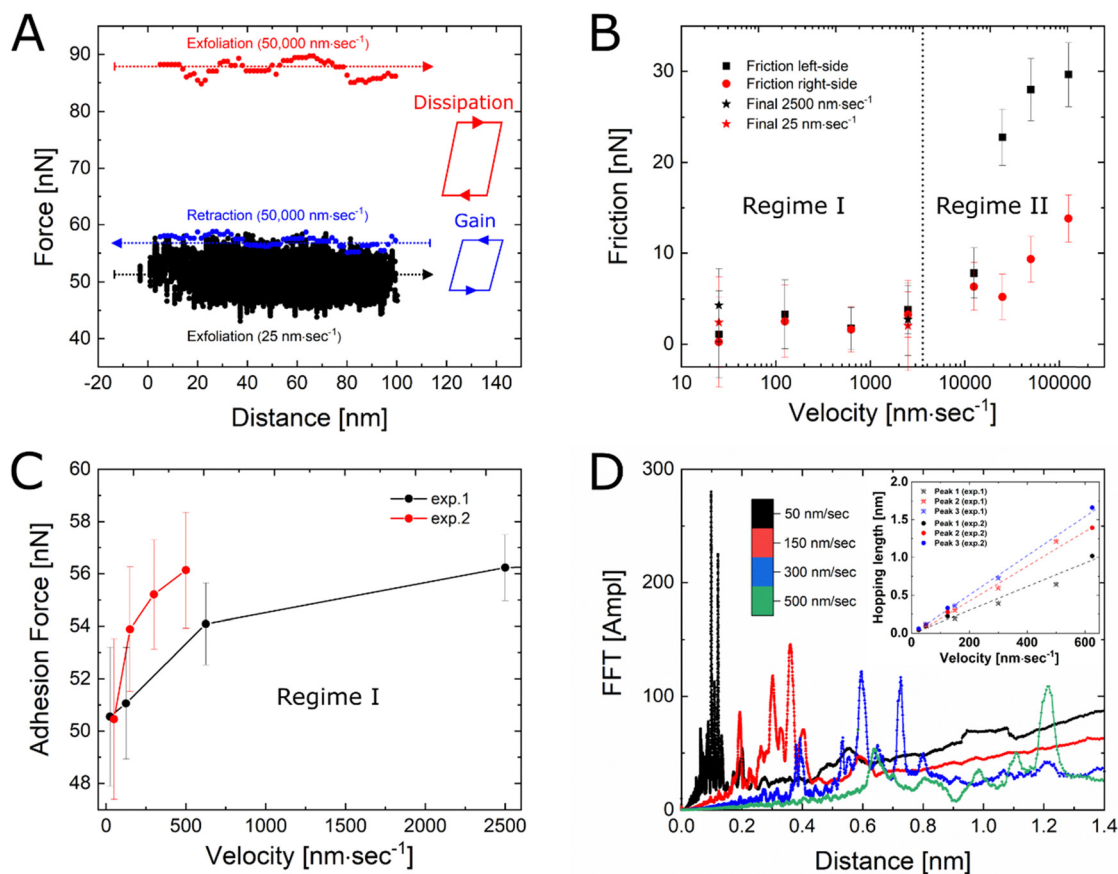 A
Force [nN]
90
80
70
60
50
40
-20
0
20
40
60
80
100
120
140
Distance [nm]
Exfoliation (50,000 nm·sec⁻¹)
Dissipation
Retraction (50,000 nm·sec⁻¹)
Gain
Exfoliation (25 nm·sec⁻¹)
B
Friction [nN]
30
20
10
0
10
100
1000
10000
100000
Velocity [nm·sec⁻¹]
Friction left-side
Friction right-side
Final 2500 nm·sec⁻¹
Final 25 nm·sec⁻¹
Regime I
Regime II
C
Adhesion Force [nN]
60
58
56
54
52
50
48
0
500
1000
1500
2000
2500
Velocity [nm·sec⁻¹]
exp.1
exp.2
Regime I
D
FFT [Ampl]
300
200
100
0
0.0
0.2
0.4
0.6
0.8
1.0
1.2
1.4
Distance [nm]
50 nm/sec
150 nm/sec
300 nm/sec
500 nm/sec
Hopping length [nm]
2.0
1.5
1.0
0.5
0.0
0
200
400
600
Velocity [nm·sec⁻¹]
Peak 1 (exp.1)
Peak 2 (exp.1)
Peak 3 (exp.1)
Peak 1 (exp.2)
Peak 2 (exp.2)
Peak 3 (exp.2)